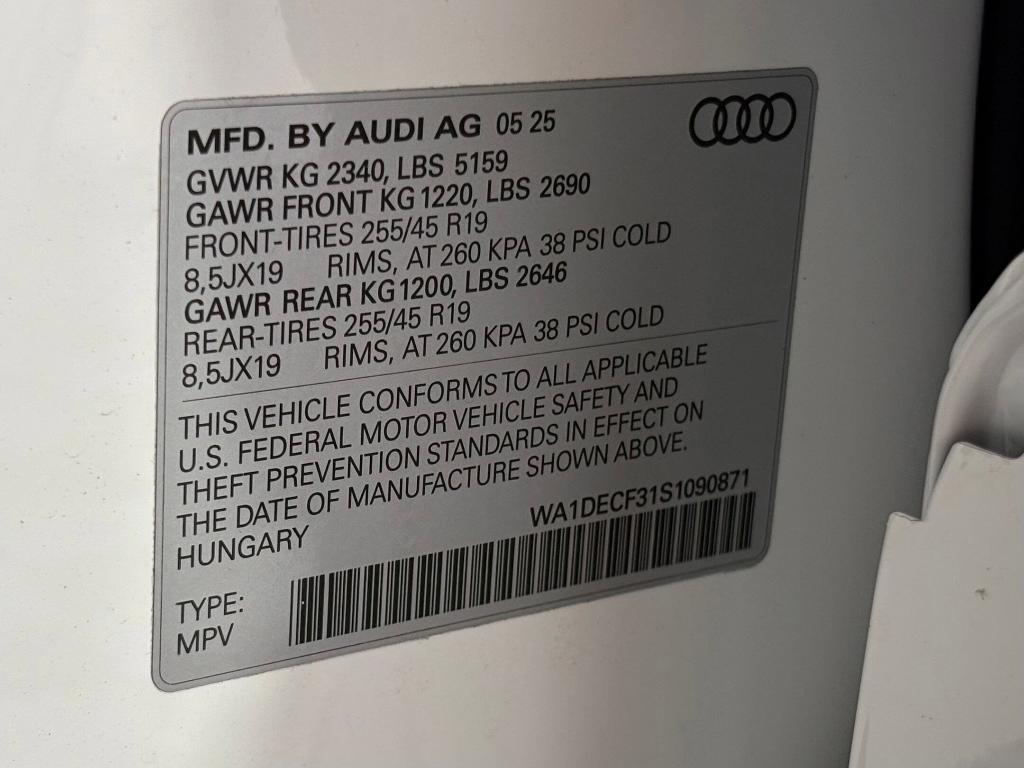 MFD. BY AUDI AG 05 25
GVWR KG 2340, LBS 5159
GAWR FRONT KG 1220, LBS 2690
FRONT-TIRES 255/45 R19
8,5JX19 RIMS, AT 260 KPA 38 PSI COLD
GAWR REAR KG 1200, LBS 2646
REAR-TIRES 255/45 R19
8,5JX19 RIMS, AT 260 KPA 38 PSI COLD
THIS VEHICLE CONFORMS TO ALL APPLICABLE
U.S. FEDERAL MOTOR VEHICLE SAFETY AND
THEFT PREVENTION STANDARDS IN EFFECT ON
THE DATE OF MANUFACTURE SHOWN ABOVE.
HUNGARY WA1DECF31S1090871
TYPE:
MPV